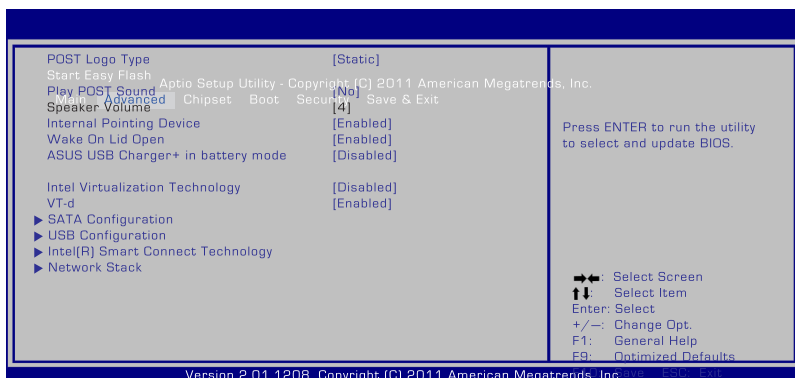 POST Logo Type [Static]
Start Easy Flash
Aptio Setup Utility - Copyright (C) 2011 American Megatrends, Inc.
Play POST Sound [No]
Main Advanced Chipset Boot Security Save & Exit
Speaker Volume [4]
Internal Pointing Device [Enabled]
Wake On Lid Open [Enabled]
ASUS USB Charger+ in battery mode [Disabled]
Intel Virtualization Technology [Disabled]
VT-d [Enabled]
▶ SATA Configuration
▶ USB Configuration
▶ Intel(R) Smart Connect Technology
▶ Network Stack
Press ENTER to run the utility
to select and update BIOS.
→←: Select Screen
↑↓: Select Item
Enter: Select
+/—: Change Opt.
F1: General Help
F9: Optimized Defaults
F10: Save ESC: Exit
Version 2.01.1208. Copyright (C) 2011 American Megatrends, Inc.